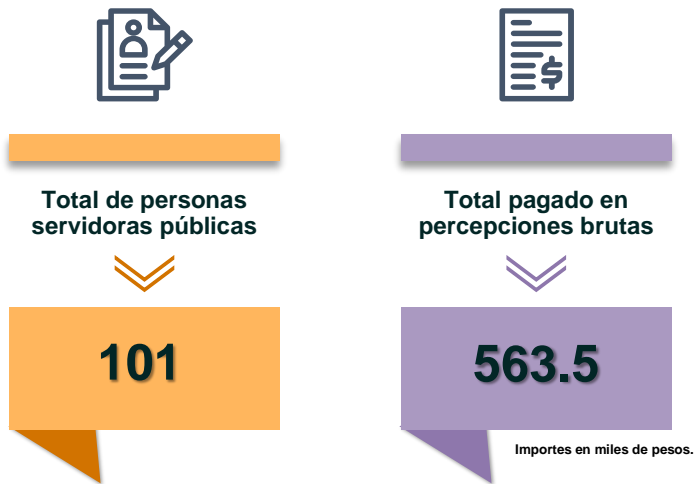 Total de personas
servidoras públicas
101
Total pagado en
percepciones brutas
563.5
Importes en miles de pesos.